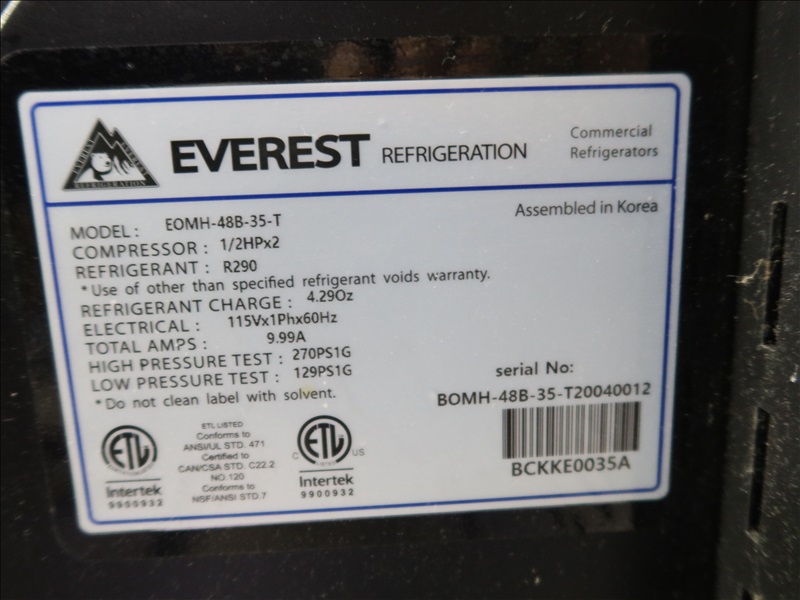 EVEREST REFRIGERATION
Commercial
Refrigerators
REFRIGERATION
Assembled in Korea
MODEL : EOMH-48B-35-T
COMPRESSOR : 1/2HPx2
REFRIGERANT : R290
*Use of other than specified refrigerant voids warranty.
REFRIGERANT CHARGE : 4.29Oz
ELECTRICAL : 115Vx1Phx60Hz
TOTAL AMPS : 9.99A
HIGH PRESSURE TEST : 270PS1G
LOW PRESSURE TEST : 129PS1G
*Do not clean label with solvent.
serial No:
BOMH-48B-35-T20040012
BCKKE0035A
ETL
Intertek
9900932
ETL LISTED
Conforms to
ANSI/UL STD. 471
Certified to
CAN/CSA STD. C22.2
NO.120
Conforms to
NSF/ANSI STD.7
C ETL US
Intertek
9900932